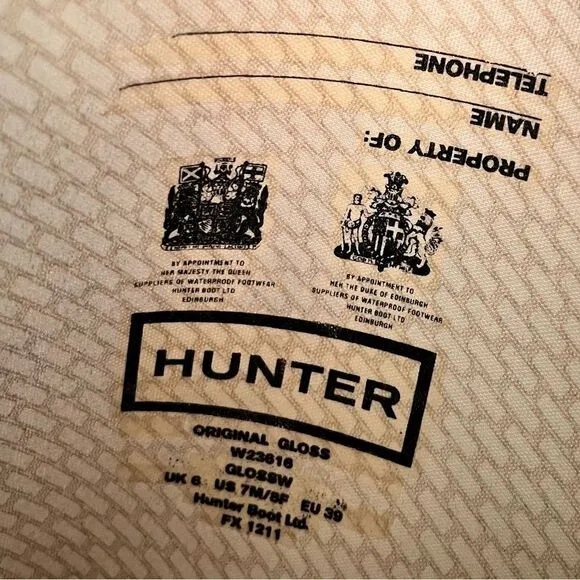 TELEPHONE
NAME
PROPERTY OF:
BY APPOINTMENT TO
HER MAJESTY THE QUEEN
SUPPLIERS OF WATERPROOF FOOTWEAR
HUNTER BOOT LTD
EDINBURGH
BY APPOINTMENT TO
HRH THE DUKE OF EDINBURGH
SUPPLIERS OF WATERPROOF FOOTWEAR
HUNTER BOOT LTD
EDINBURGH
HUNTER
ORIGINAL GLOSS
W23616
GLOSSW
UK 6 US 7M/8F EU 39
Hunter Boot Ltd.
FX 1211